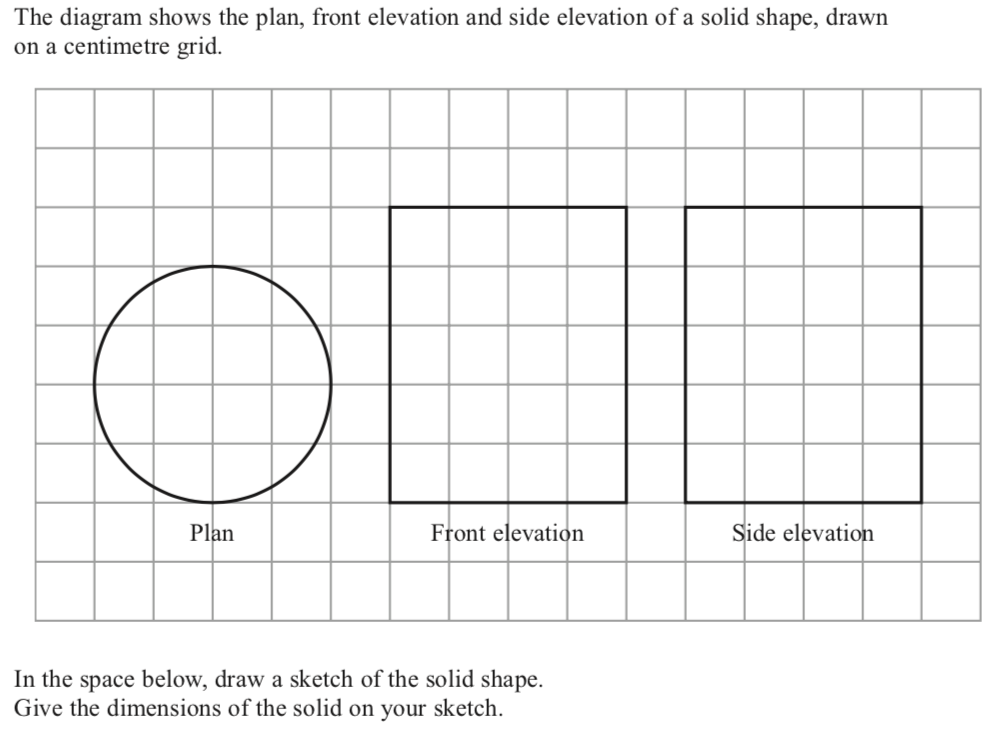 The diagram shows the plan, front elevation and side elevation of a solid shape, drawn
on a centimetre grid.
Plan
Front elevation
Side elevation
In the space below, draw a sketch of the solid shape.
Give the dimensions of the solid on your sketch.